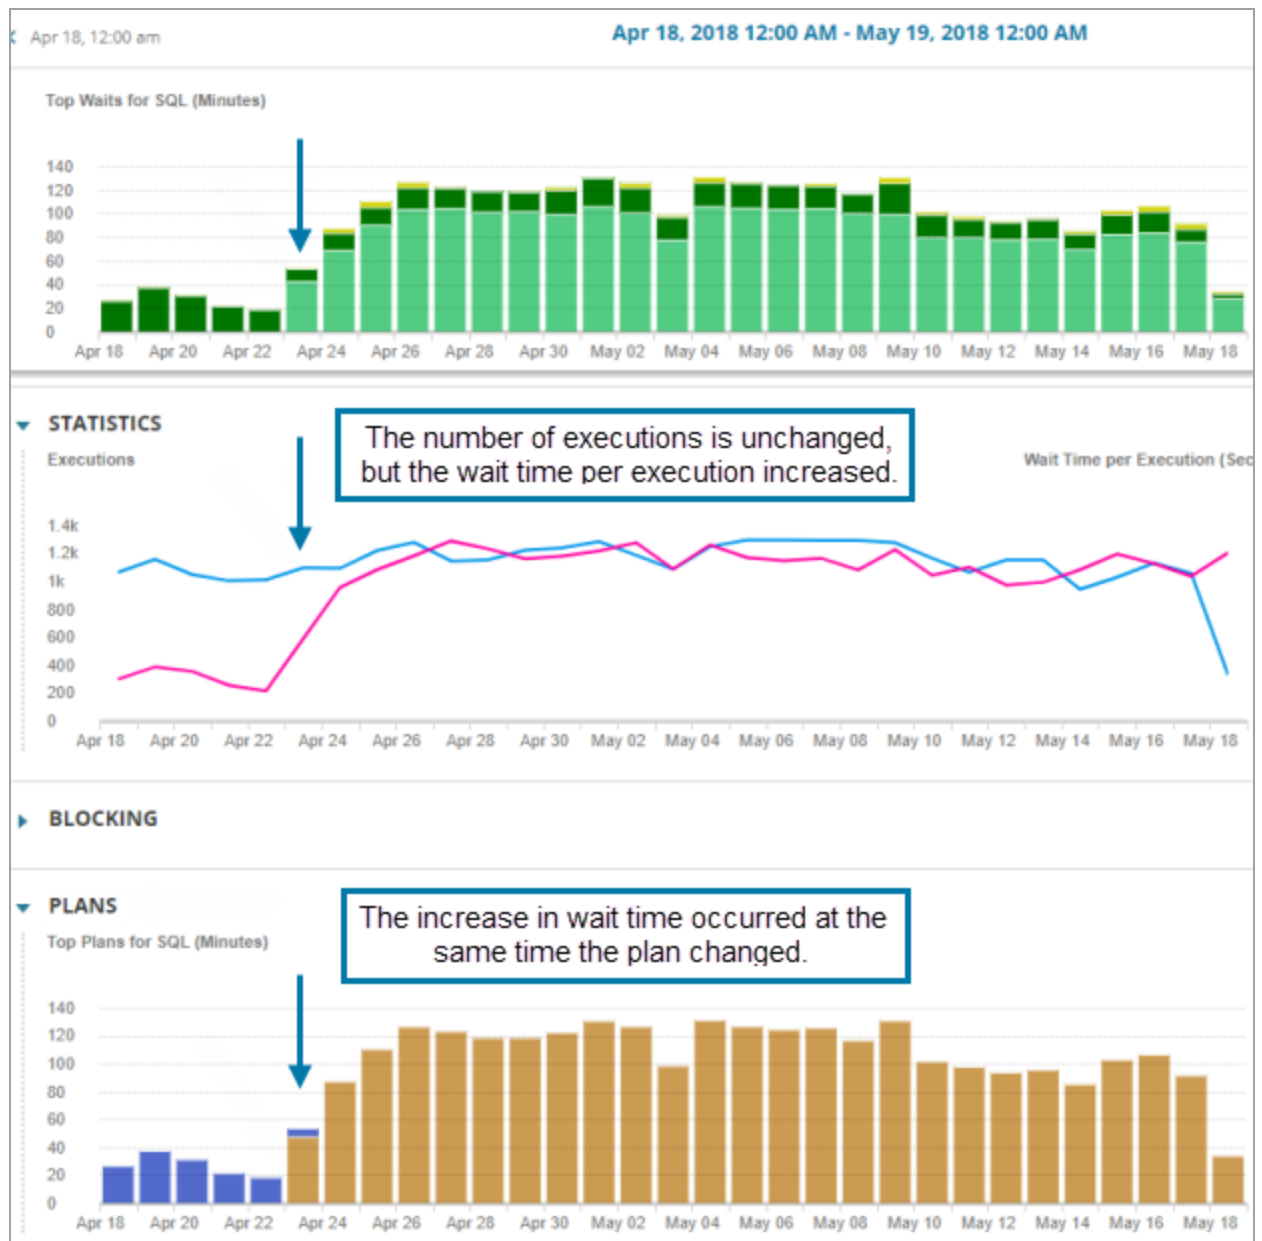 Apr 18, 12:00 am
Apr 18, 2018 12:00 AM - May 19, 2018 12:00 AM
Top Waits for SQL (Minutes)
140
120
100
80
60
40
20
0
Apr 18 Apr 20 Apr 22 Apr 24 Apr 26 Apr 28 Apr 30 May 02 May 04 May 06 May 08 May 10 May 12 May 14 May 16 May 18
STATISTICS
The number of executions is unchanged,
but the wait time per execution increased.
Executions
Wait Time per Execution (Sec
1.4k
1.2k
1k
800
600
400
200
0
Apr 18 Apr 20 Apr 22 Apr 24 Apr 26 Apr 28 Apr 30 May 02 May 04 May 06 May 08 May 10 May 12 May 14 May 16 May 18
BLOCKING
PLANS
The increase in wait time occurred at the
same time the plan changed.
Top Plans for SQL (Minutes)
140
120
100
80
60
40
20
0
Apr 18 Apr 20 Apr 22 Apr 24 Apr 26 Apr 28 Apr 30 May 02 May 04 May 06 May 08 May 10 May 12 May 14 May 16 May 18